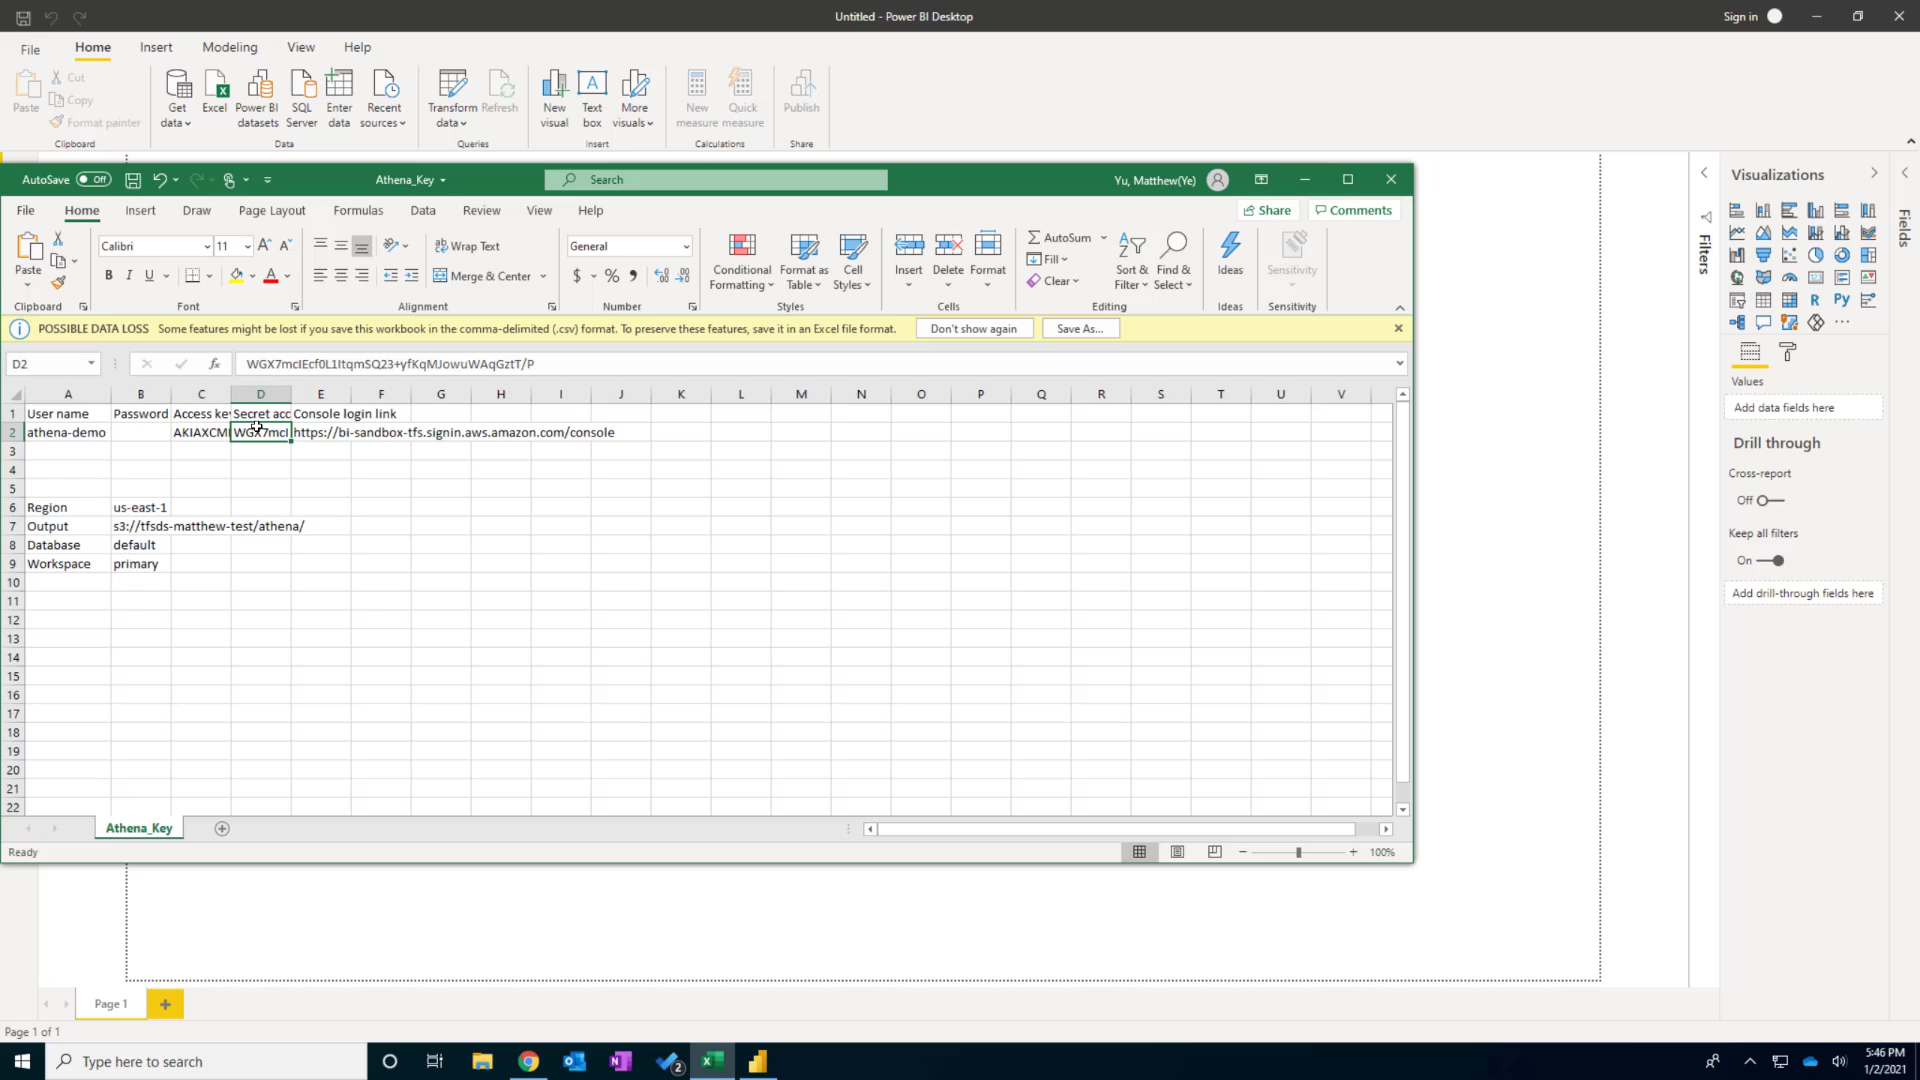 Untitled - Power BI Desktop
Sign in
File Home Insert Modeling View Help
Paste
Cut
Copy
Format painter
Get data
Excel
Power BI datasets
SQL Server
Enter data
Recent sources
Transform data
Refresh
New visual
Text box
More visuals
New measure
Quick measure
Publish
Clipboard
Data
Queries
Insert
Calculations
Share
AutoSave Off
Athena_Key
Search
Yu, Matthew(Ye)
File Home Insert Draw Page Layout Formulas Data Review View Help
Share
Comments
Paste
Calibri
11
B I U
Wrap Text
Merge & Center
General
$ % ,
Conditional Formatting
Format as Table
Cell Styles
Insert
Delete
Format
AutoSum
Fill
Clear
Sort & Filter
Find & Select
Ideas
Sensitivity
Clipboard
Font
Alignment
Number
Styles
Cells
Editing
Ideas
Sensitivity
POSSIBLE DATA LOSS Some features might be lost if you save this workbook in the comma-delimited (.csv) format. To preserve these features, save it in an Excel file format.
Don't show again
Save As...
D2
fx
WGX7mcIEcf0L1ItqmSQ23+yfKqMJowuWAqGztT/P
A B C D E F G H I J K L M N O P Q R S T U V
1 User name Password Access key Secret acc Console login link
2 athena-demo AKIAXCM WGX7mcI https://bi-sandbox-tfs.signin.aws.amazon.com/console
3
4
5
6 Region us-east-1
7 Output s3://tfsds-matthew-test/athena/
8 Database default
9 Workspace primary
10
11
12
13
14
15
16
17
18
19
20
21
22
Athena_Key
Ready
100%
Filters
Visualizations
Fields
R Py
Values
Add data fields here
Drill through
Cross-report
Off
Keep all filters
On
Add drill-through fields here
Page 1
Page 1 of 1
Type here to search
2
5:46 PM
1/2/2021